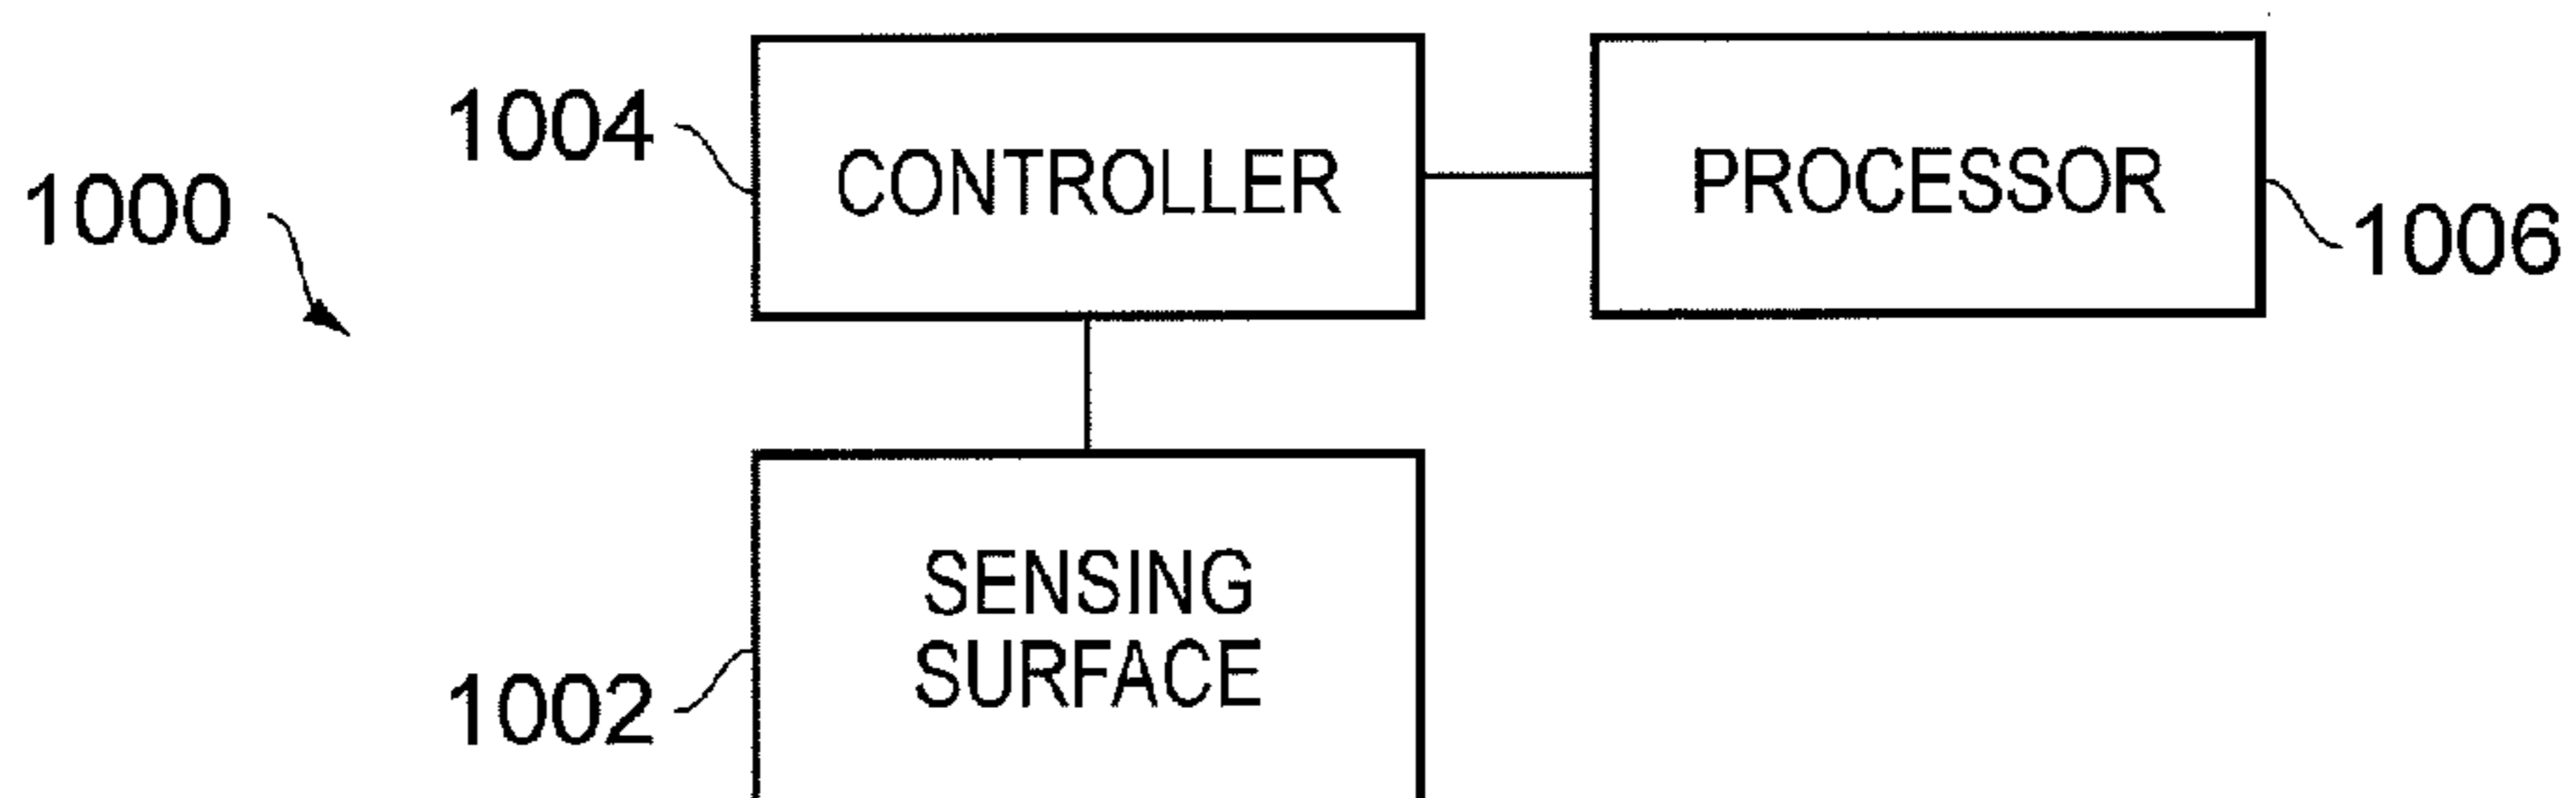 1004
CONTROLLER
PROCESSOR
1000
1006
SENSING
SURFACE
1002